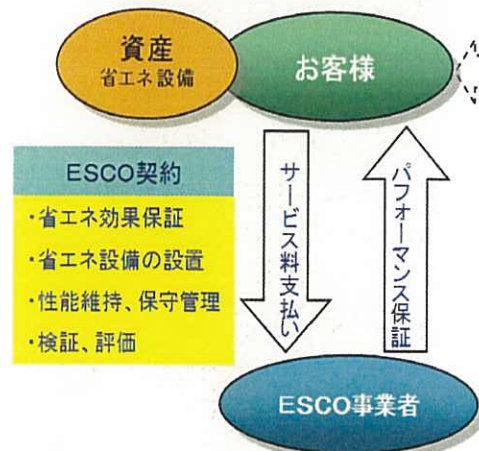 資産
省エネ設備
お客様
ESCO契約
・省エネ効果保証
・省エネ設備の設置
・性能維持、保守管理
・検証、評価
サービス料支払い
パフォーマンス保証
ESCO事業者